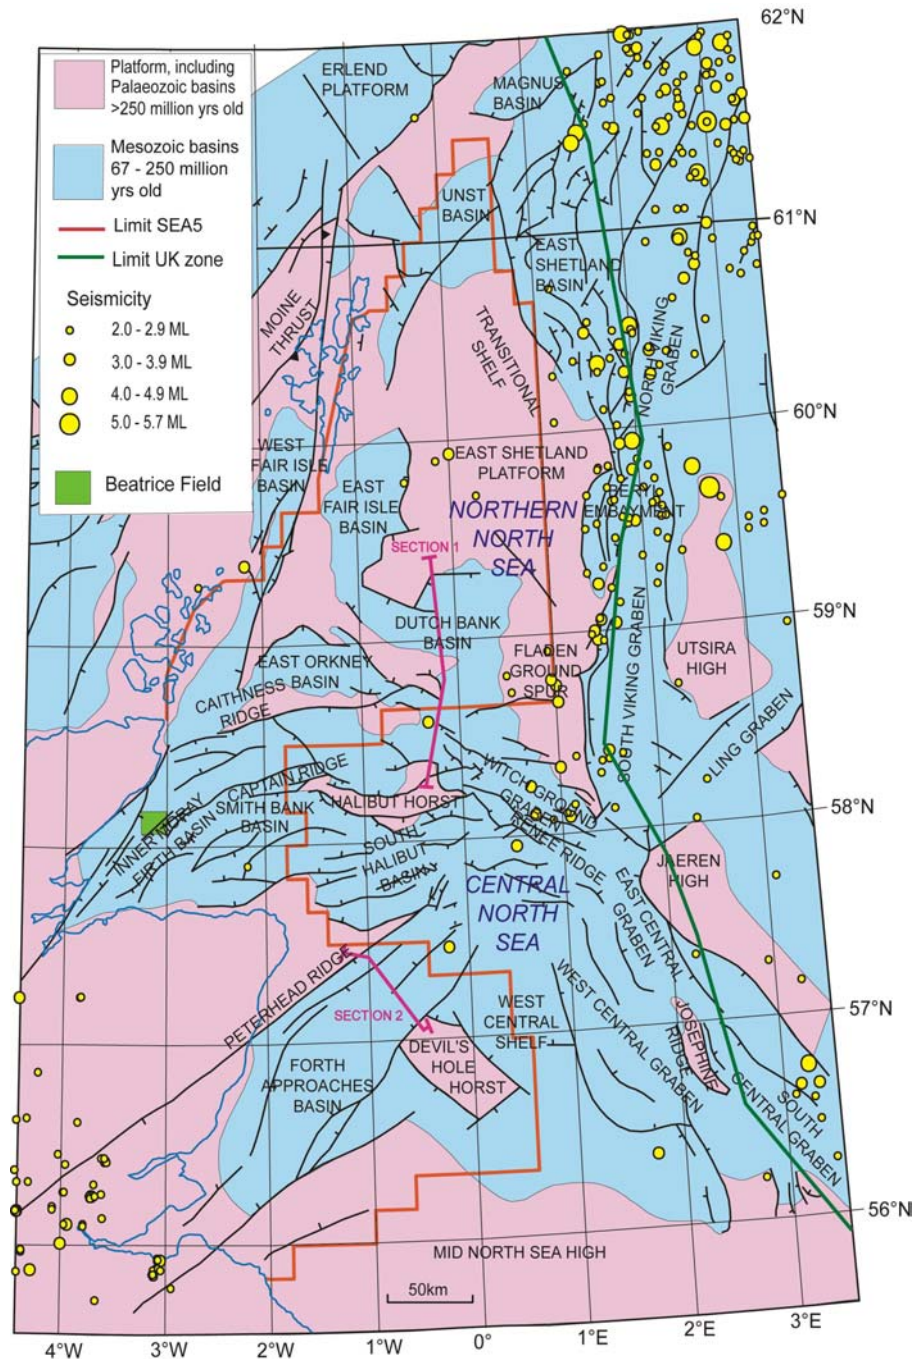 62°N
Platform, including
Palaeozoic basins
>250 million yrs old
Mesozoic basins
67 - 250 million
yrs old
Limit SEA5
Limit UK zone
Seismicity
2.0 - 2.9 ML
3.0 - 3.9 ML
4.0 - 4.9 ML
5.0 - 5.7 ML
Beatrice Field
ERLEND
PLATFORM
MAGNUS
BASIN
UNST
BASIN
61°N
EAST
SHETLAND
BASIN
MOINE
THRUST
TRANSITIONAL
SHELF
NORTH VIKING
GRABEN
60°N
WEST
FAIR ISLE
BASIN
EAST SHETLAND
PLATFORM
EAST
FAIR ISLE
BASIN
BERYL
EMBAYMENT
NORTHERN
NORTH
SEA
SECTION 1
59°N
DUTCH BANK
BASIN
EAST ORKNEY
BASIN
FLADEN
GROUND
SPUR
UTSIRA
HIGH
CAITHNESS
RIDGE
SOUTH VIKING GRABEN
LING GRABEN
58°N
CAPTAIN RIDGE
WITCH GROUND
GRABEN
HALIBUT HORST
SMITH BANK
BASIN
INNER MORAY
FIRTH BASIN
RENEE RIDGE
SOUTH
HALIBUT
BASIN
JAEREN
HIGH
CENTRAL
NORTH
SEA
EAST CENTRAL
GRABEN
PETERHEAD RIDGE
57°N
WEST
CENTRAL
SHELF
WEST CENTRAL GRABEN
SECTION 2
JOSEPHINE
RIDGE
DEVIL'S
HOLE
HORST
FORTH
APPROACHES
BASIN
SOUTH
CENTRAL GRABEN
56°N
MID NORTH SEA HIGH
50km
4°W
3°W
2°W
1°W
0°
1°E
2°E
3°E